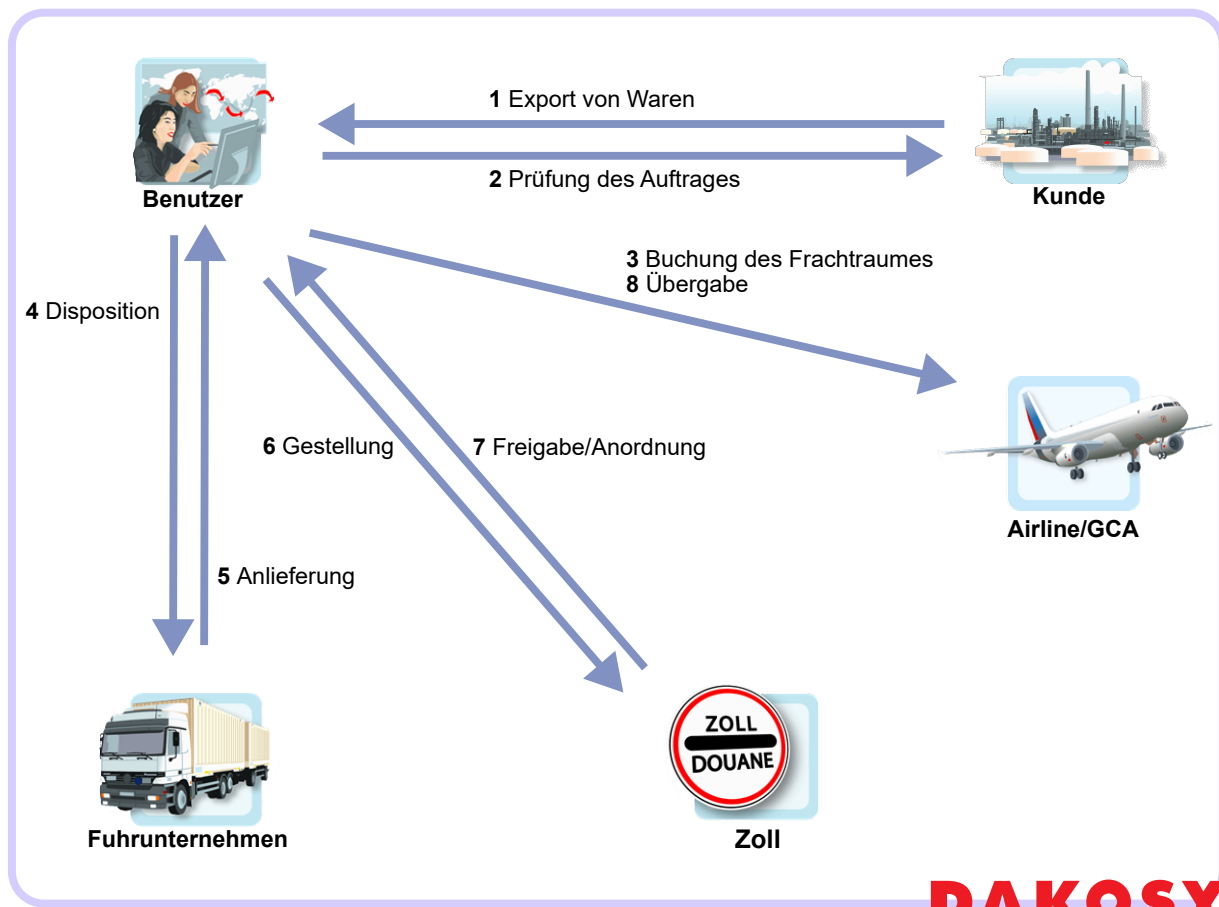 1 Export von Waren
2 Prüfung des Auftrages
Benutzer
Kunde
3 Buchung des Frachtraumes
8 Übergabe
4 Disposition
6 Gestellung
7 Freigabe/Anordnung
Airline/GCA
5 Anlieferung
ZOLL
DOUANE
Fuhrunternehmen
Zoll
DAKOSY